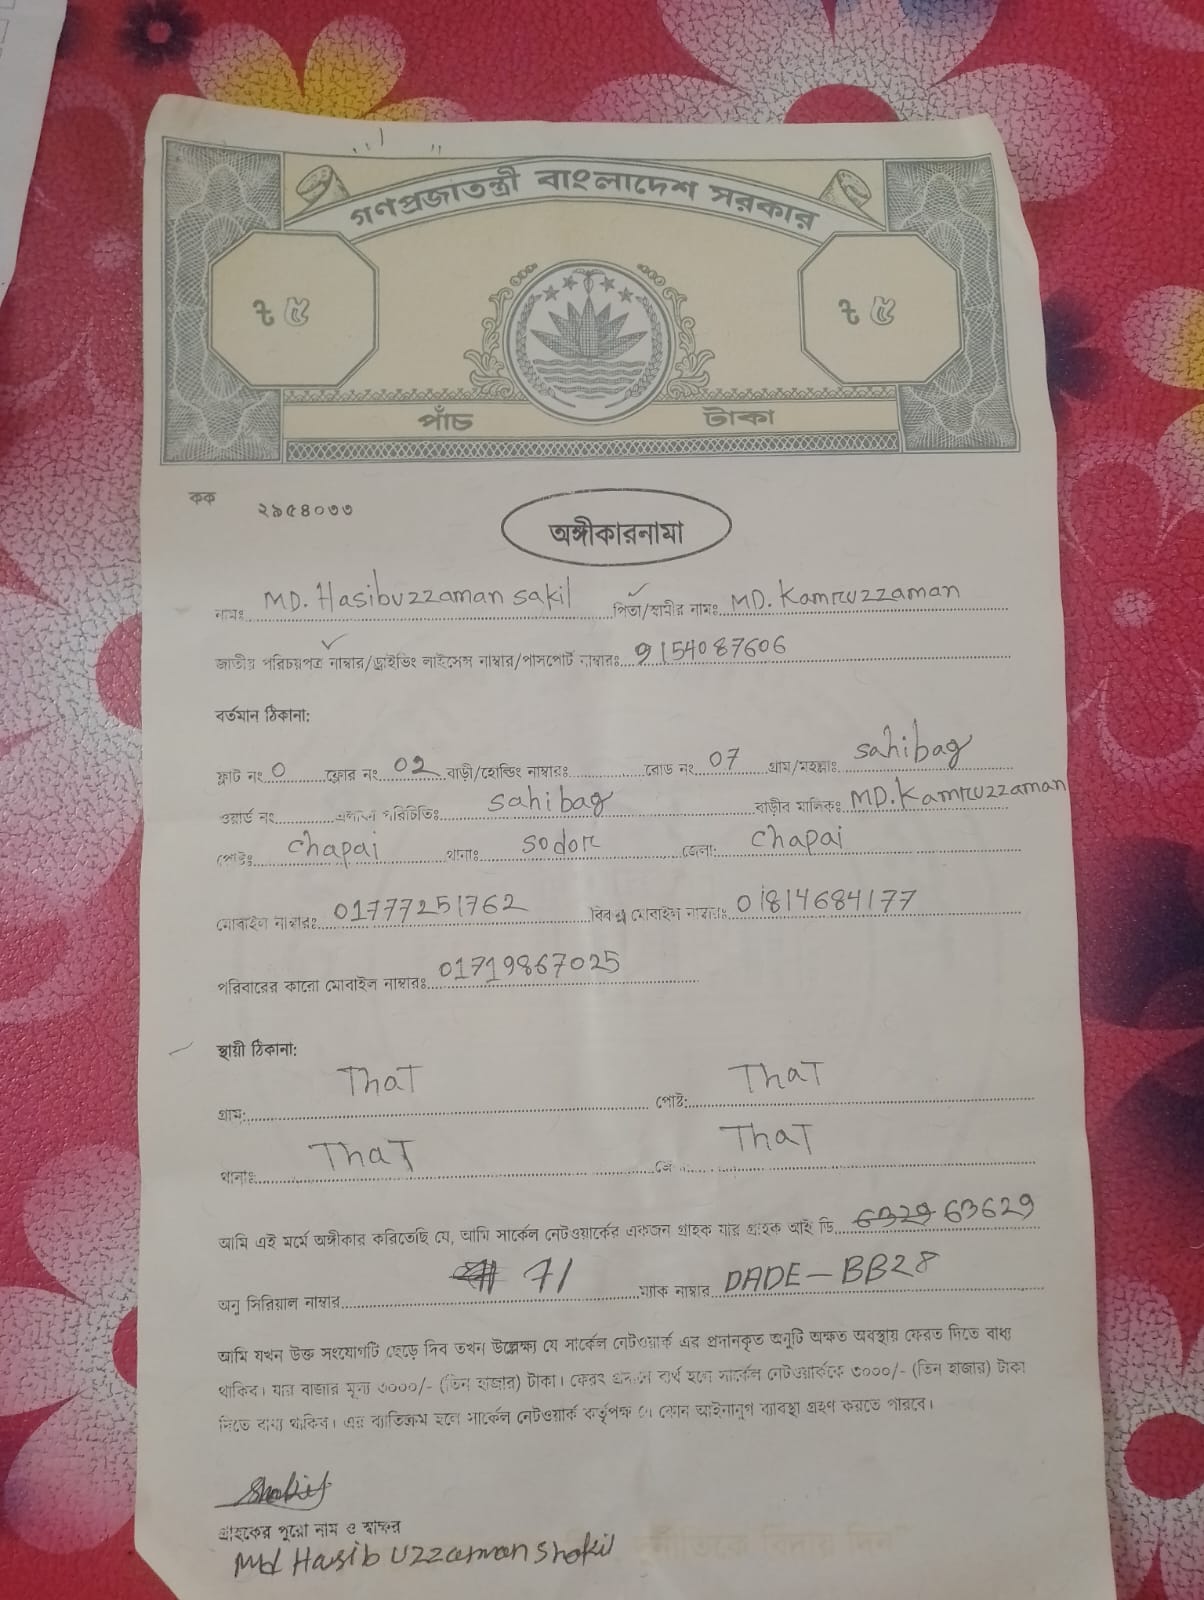 গণপ্রজাতন্ত্রী বাংলাদেশ সরকার
৳ ৫ ৳ ৫
পাঁচ টাকা
কক ২৯৫৪০৩৩
অঙ্গীকারনামা
নামঃ MD. Hasibuzzaman sakil পিতা/স্বামীর নামঃ MD. Kamruzzaman
জাতীয় পরিচয়পত্র নাম্বার/ড্রাইভিং লাইসেন্স নাম্বার/পাসপোর্ট নাম্বারঃ 9154087606
বর্তমান ঠিকানা:
ফ্লাট নং 0 ফ্লোর নং 02 বাড়ী/হোল্ডিং নাম্বারঃ রোড নং 07 গ্রাম/মহল্লাঃ sahibag
ওয়ার্ড নং এলাকা পরিচিতিঃ sahibag বাড়ীর মালিকঃ MD. Kamruzzaman
পোষ্টঃ chapai থানাঃ sodor জেলা: chapai
মোবাইল নাম্বারঃ 01777251762 বিকল্প মোবাইল নাম্বারঃ 01814684177
পরিবারের কারো মোবাইল নাম্বারঃ 01719867025
স্থায়ী ঠিকানা:
গ্রাম: ThaT পোষ্ট: ThaT
থানাঃ ThaT জে ThaT
আমি এই মর্মে অঙ্গীকার করিতেছি যে, আমি সার্কেল নেটওয়ার্কের একজন গ্রাহক যার গ্রাহক আই ডি 6329 63629
অনু সিরিয়াল নাম্বার 71 ম্যাক নাম্বার DADE-BB28
আমি যখন উক্ত সংযোগটি ছেড়ে দিব তখন উল্লেক্ষ্য যে সার্কেল নেটওয়ার্ক এর প্রদানকৃত অনুটি অক্ষত অবস্থায় ফেরত দিতে বাধ্য
থাকিব। যার বাজার মূল্য ৩০০০/- (তিন হাজার) টাকা। ফেরৎ প্রদানে ব্যর্থ হলে সার্কেল নেটওয়ার্ককে ৩০০০/- (তিন হাজার) টাকা
দিতে বাধ্য থাকিব। এর ব্যতিক্রম হলে সার্কেল নেটওয়ার্ক কর্তৃপক্ষ যে কোন আইনানুগ ব্যবস্থা গ্রহণ করতে পারবে।
গ্রাহকের পুরো নাম ও স্বাক্ষর
Md Hasib Uzzaman shakil